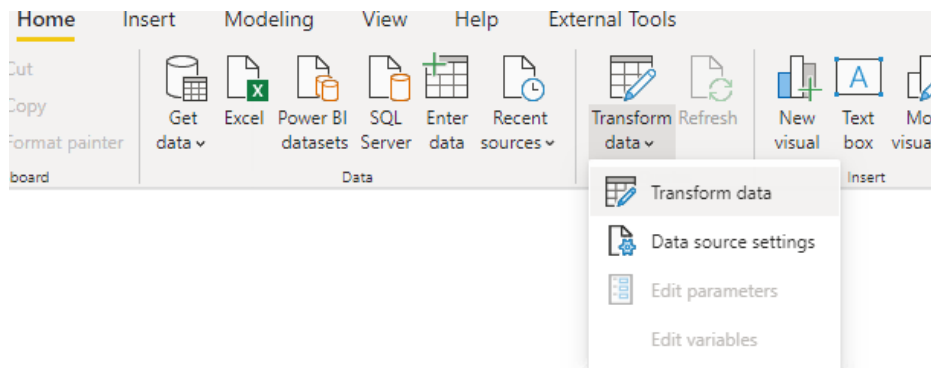 Home Insert Modeling View Help External Tools
Cut
Copy
Format painter
Get data
Excel
Power BI datasets
SQL Server
Enter data
Recent sources
Transform data
Refresh
New visual
A
Text box
board
Data
Insert
Transform data
Data source settings
Edit parameters
Edit variables